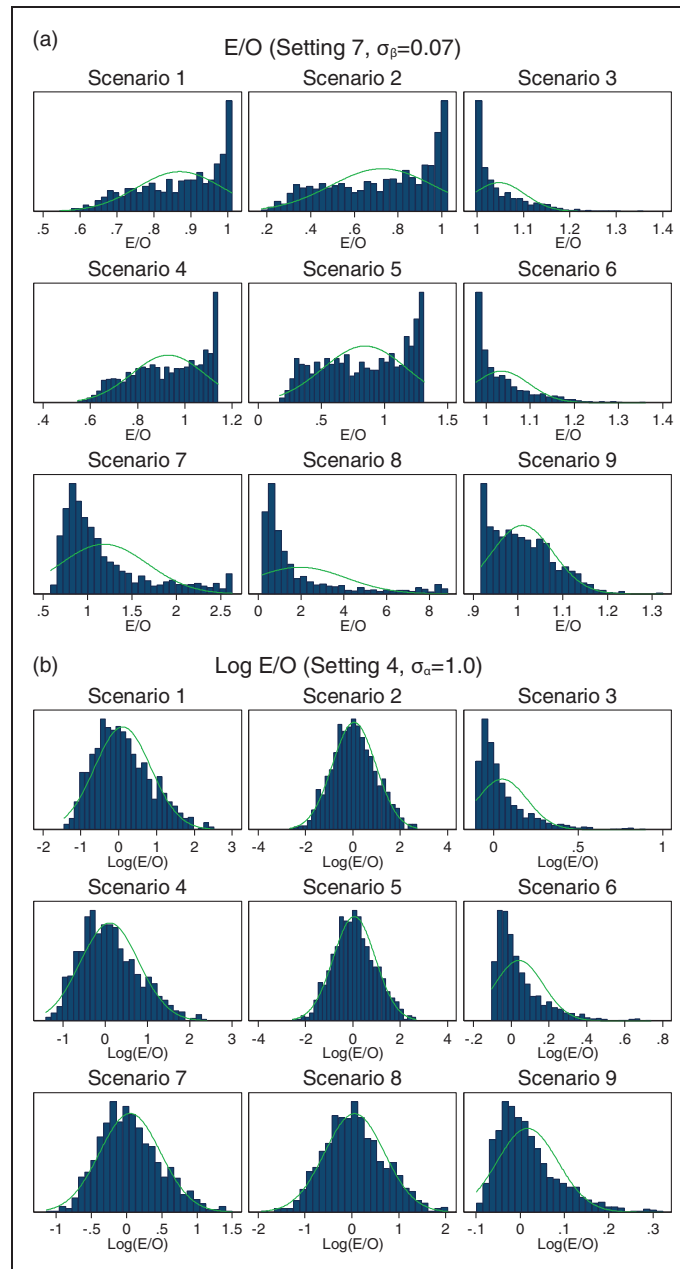 (a)
E/O (Setting 7, σβ=0.07)
Scenario 1 Scenario 2 Scenario 3
.5 .6 .7 .8 .9 1 .2 .4 .6 .8 1 1 1.1 1.2 1.3 1.4
E/O E/O E/O
Scenario 4 Scenario 5 Scenario 6
.4 .6 .8 1 1.2 0 .5 1 1.5 1 1.1 1.2 1.3 1.4
E/O E/O E/O
Scenario 7 Scenario 8 Scenario 9
.5 1 1.5 2 2.5 0 2 4 6 8 .9 1 1.1 1.2 1.3
E/O E/O E/O
(b)
Log E/O (Setting 4, σα=1.0)
Scenario 1 Scenario 2 Scenario 3
-2 -1 0 1 2 3 -4 -2 0 2 4 0 .5 1
Log(E/O) Log(E/O) Log(E/O)
Scenario 4 Scenario 5 Scenario 6
-1 0 1 2 3 -4 -2 0 2 4 -.2 0 .2 .4 .6 .8
Log(E/O) Log(E/O) Log(E/O)
Scenario 7 Scenario 8 Scenario 9
-1 -.5 0 .5 1 1.5 -2 -1 0 1 2 -.1 0 .1 .2 .3
Log(E/O) Log(E/O) Log(E/O)